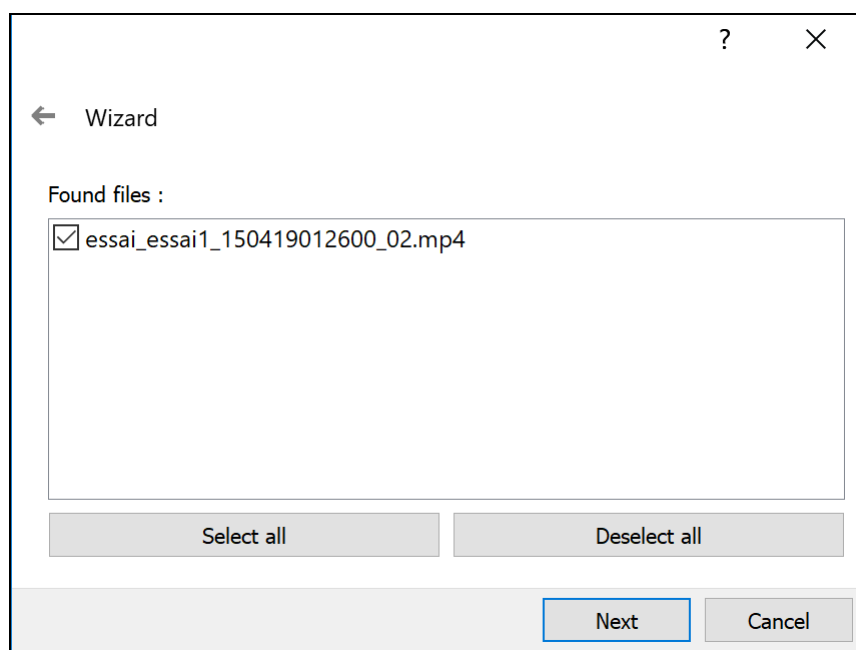 ?
Wizard
Found files :
essai_essai1_150419012600_02.mp4
Select all Deselect all
Next Cancel